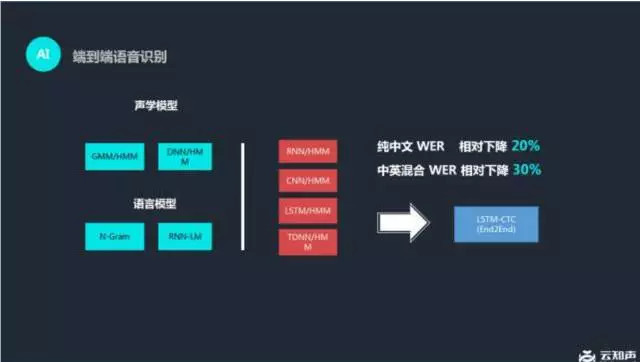 AI
端到端语音识别
声学模型
GMM/HMM
DNN/HM
M
语言模型
N-Gram
RNN-LM
RNN/HMM
CNN/HMM
LSTM/HMM
TDNN/HM
M
纯中文 WER 相对下降 20%
中英混合 WER 相对下降 30%
LSTM-CTC
(End2End)
云知声